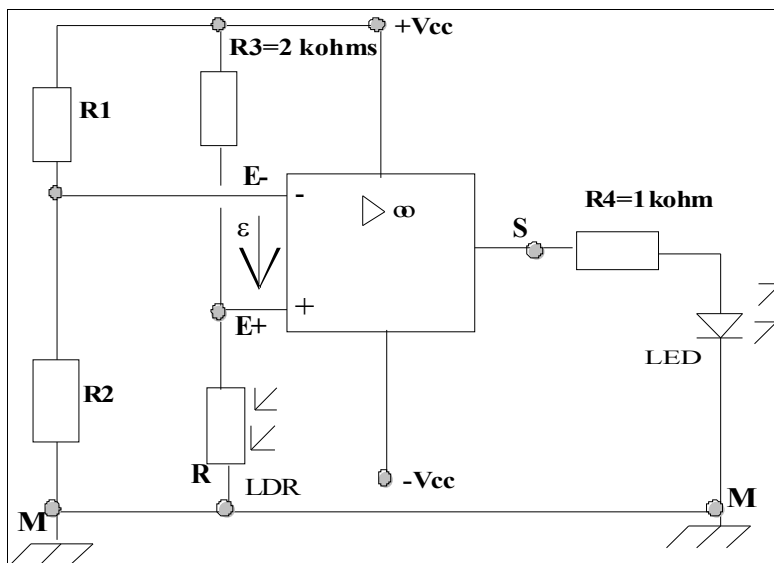 +Vcc
R3=2 kohms
R1
E-
-
∞
R4=1kohm
S
ε
+
E+
LED
R2
R
LDR
-Vcc
M
M